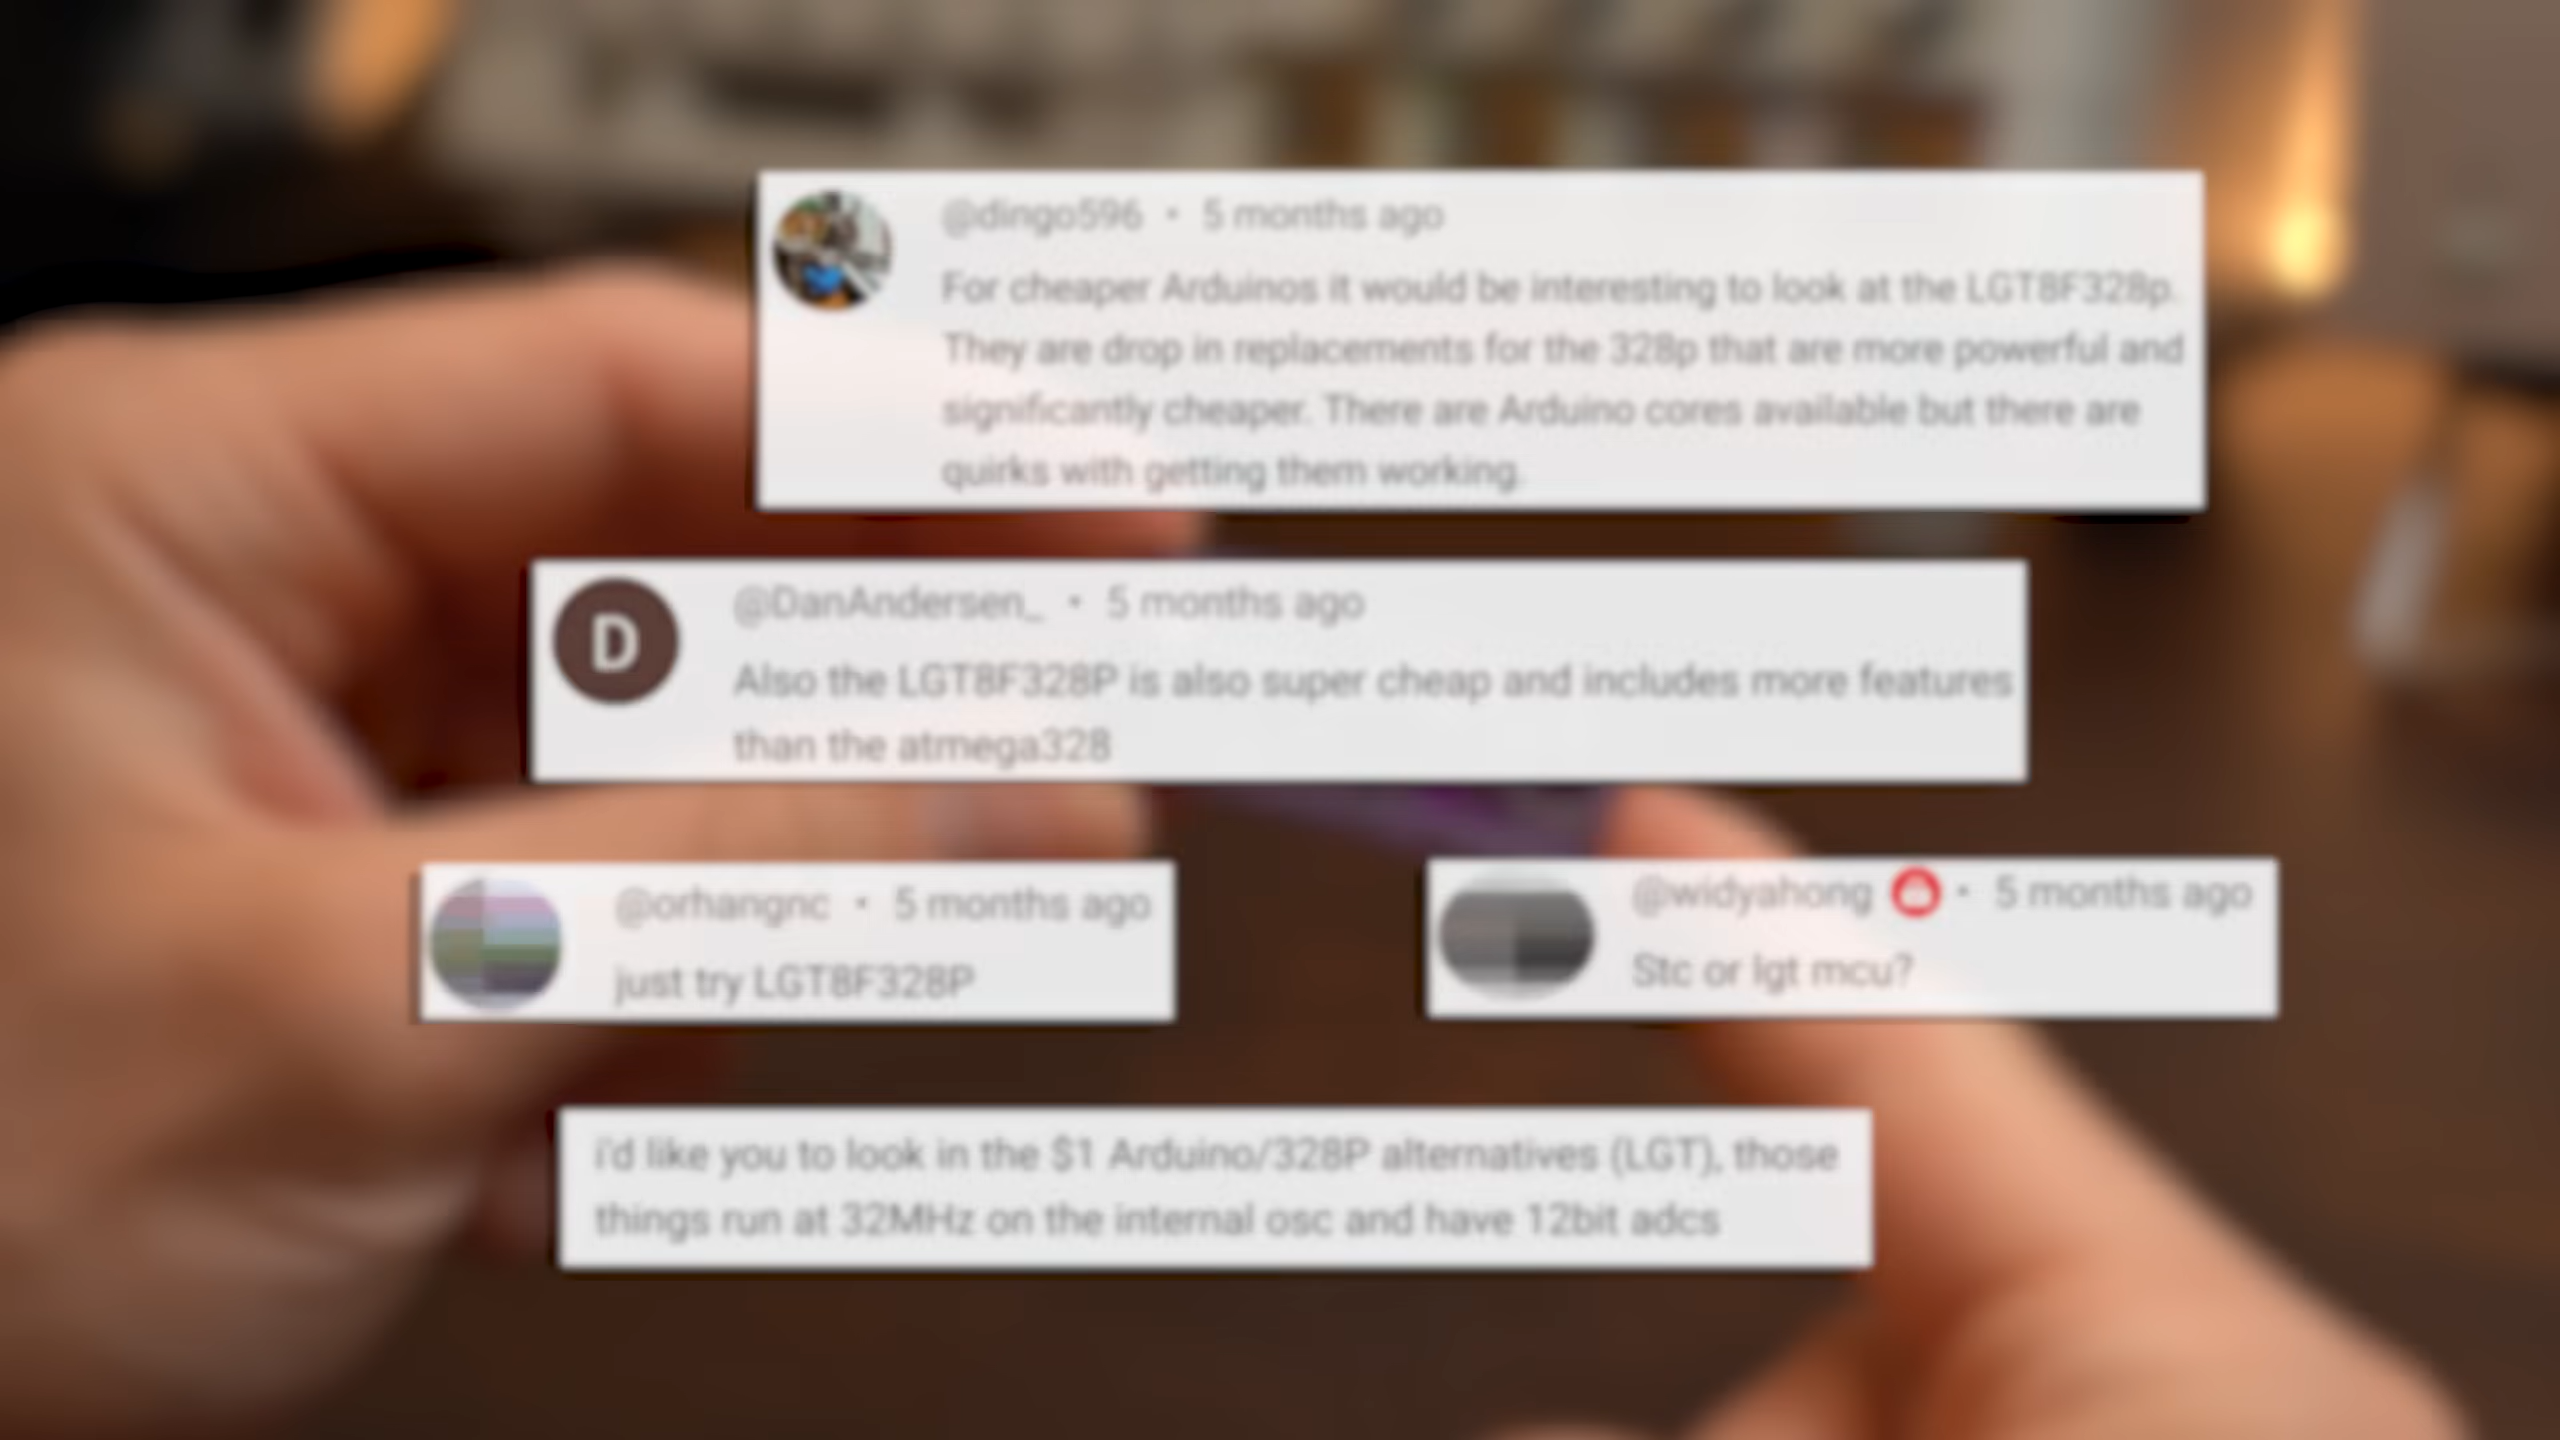 @dingo596 • 5 months ago
For cheaper Arduinos it would be interesting to look at the LGT8F328p.
They are drop in replacements for the 328p that are more powerful and
significantly cheaper. There are Arduino cores available but there are
quirks with getting them working.
D
@DanAndersen_ • 5 months ago
Also the LGT8F328P is also super cheap and includes more features
than the atmega328
@orhangnc • 5 months ago
just try LGT8F328P
@widyahong • 5 months ago
Stc or lgt mcu?
i'd like you to look in the $1 Arduino/328P alternatives (LGT), those
things run at 32MHz on the internal osc and have 12bit adcs